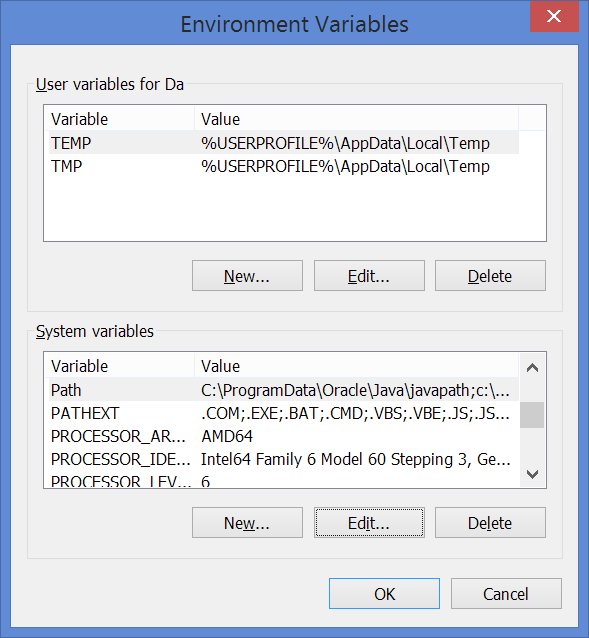 Environment Variables
User variables for Da
Variable Value
TEMP %USERPROFILE%\AppData\Local\Temp
TMP %USERPROFILE%\AppData\Local\Temp
New... Edit... Delete
System variables
Variable Value
Path C:\ProgramData\Oracle\Java\javapath;c:\...
PATHEXT .COM;.EXE;.BAT;.CMD;.VBS;.VBE;.JS;.JS...
PROCESSOR_AR... AMD64
PROCESSOR_IDE... Intel64 Family 6 Model 60 Stepping 3, Ge...
PROCESSOR_LEV... 6
New... Edit... Delete
OK Cancel